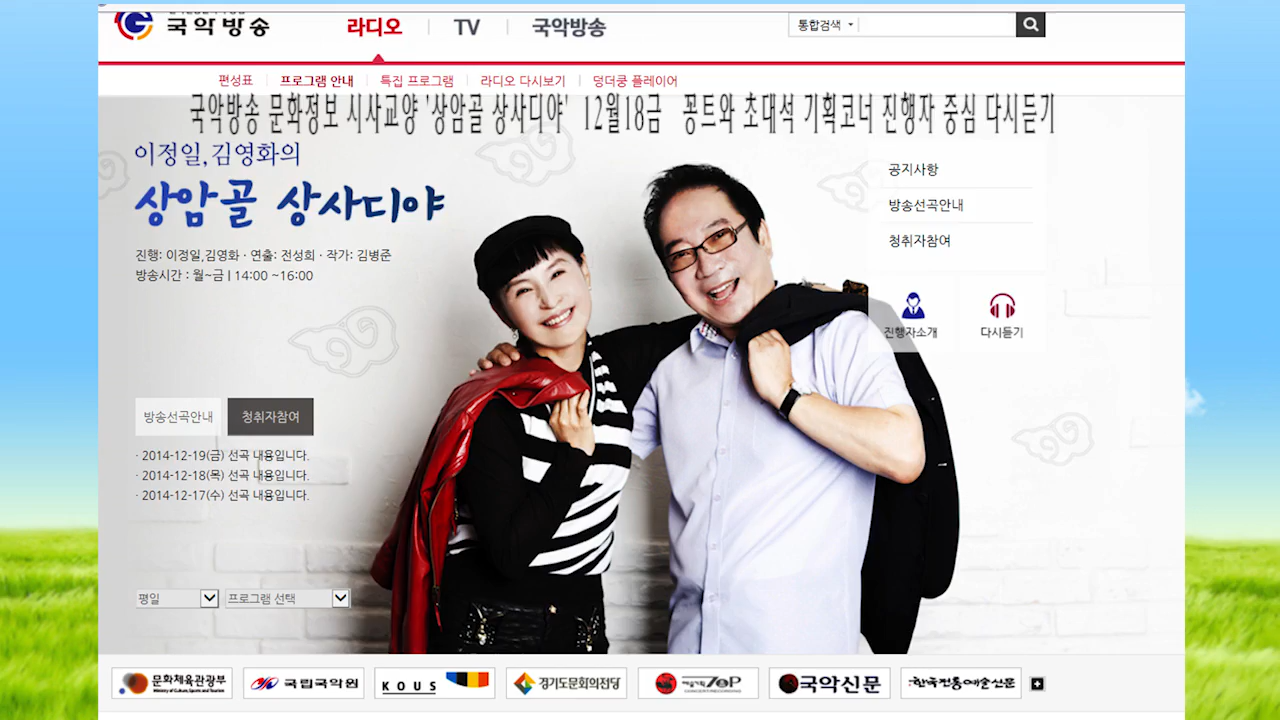 국악방송
라디오 TV 국악방송
통합검색
편성표 프로그램 안내 특집 프로그램 라디오 다시보기 덩더쿵 플레이어
국악방송 문화정보 시사교양 '상암골 상사디야' 12월18금 꽁트와 초대석 기획코너 진행자 중심 다시듣기
이정일,김영화의
상암골 상사디야
진행: 이정일,김영화 · 연출: 전성희 · 작가: 김병준
방송시간 : 월~금 | 14:00 ~16:00
공지사항
방송선곡안내
청취자참여
진행자소개 다시듣기
방송선곡안내 청취자참여
· 2014-12-19(금) 선곡 내용입니다.
· 2014-12-18(목) 선곡 내용입니다.
· 2014-12-17(수) 선곡 내용입니다.
평일 프로그램 선택
문화체육관광부 국립국악원 KOUS 경기도문화의전당 예술기획 TOP 국악신문 한국전통예술신문
Ministry of Culture, Sports and Tourism